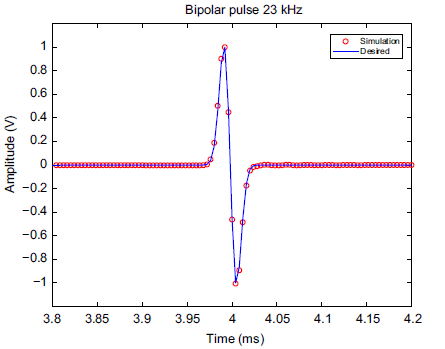 Bipolar pulse 23 kHz
Simulation
Desired
Amplitude (V)
1
0.8
0.6
0.4
0.2
0
−0.2
−0.4
−0.6
−0.8
−1
3.8 3.85 3.9 3.95 4 4.05 4.1 4.15 4.2
Time (ms)